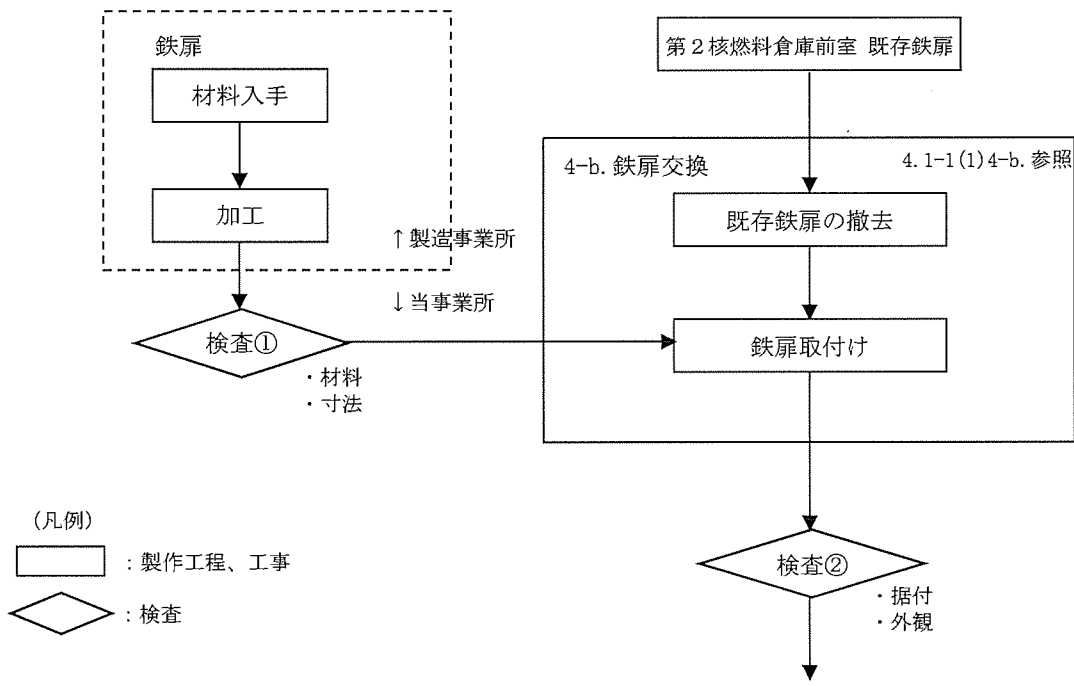 鉄扉
材料入手
加工
↑製造事業所
↓当事業所
検査①
・材料
・寸法
第2核燃料倉庫前室 既存鉄扉
4-b.鉄扉交換
4.1-1(1)4-b.参照
既存鉄扉の撤去
鉄扉取付け
検査②
・据付
・外観
(凡例)
：製作工程、工事
：検査